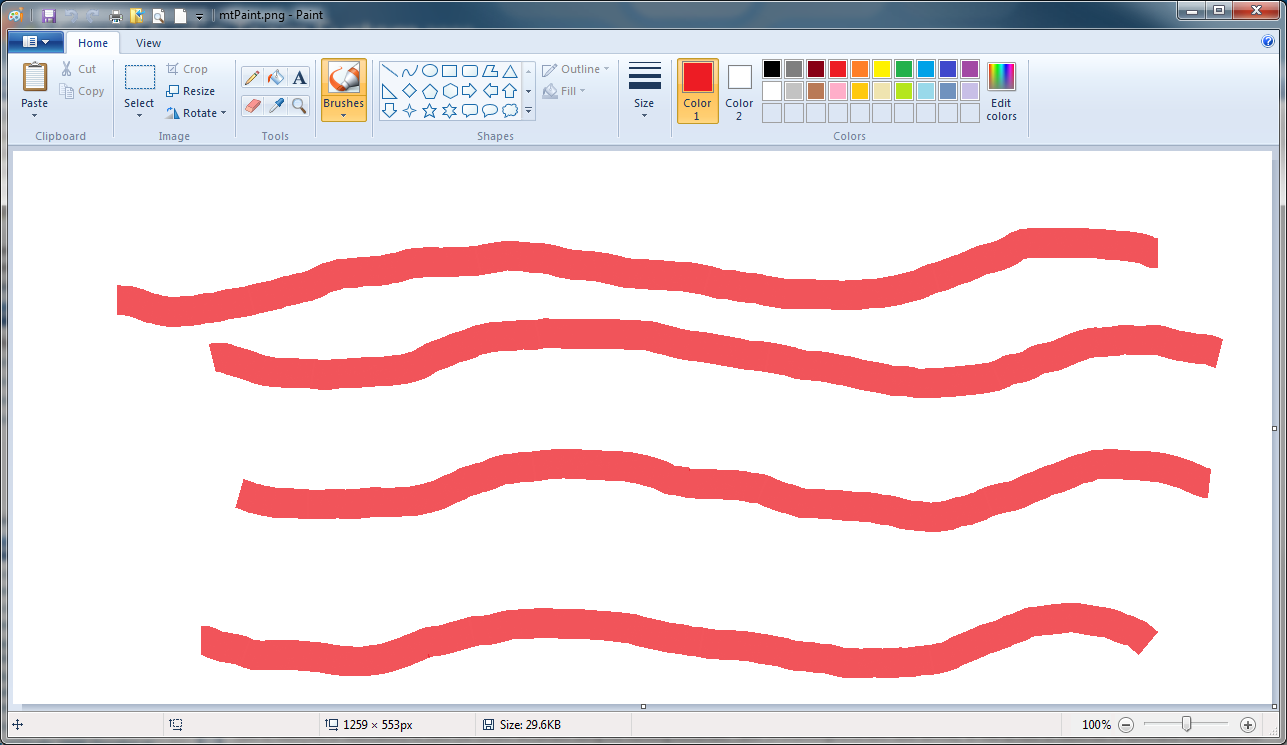 mtPaint.png - Paint
Home View
Paste
Cut
Copy
Clipboard
Select
Crop
Resize
Rotate
Image
A
Tools
Brushes
Outline
Fill
Shapes
Size
Color
1
Color
2
Edit
colors
Colors
1259 × 553px
Size: 29.6KB
100%